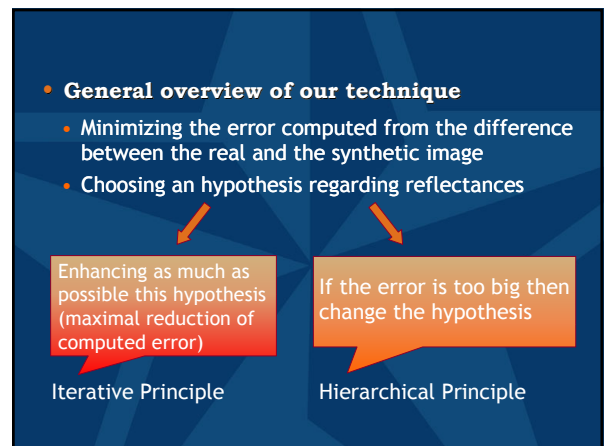 • General overview of our technique
• Minimizing the error computed from the difference
between the real and the synthetic image
• Choosing an hypothesis regarding reflectances
Enhancing as much as
possible this hypothesis
(maximal reduction of
computed error)
Iterative Principle
If the error is too big then
change the hypothesis
Hierarchical Principle